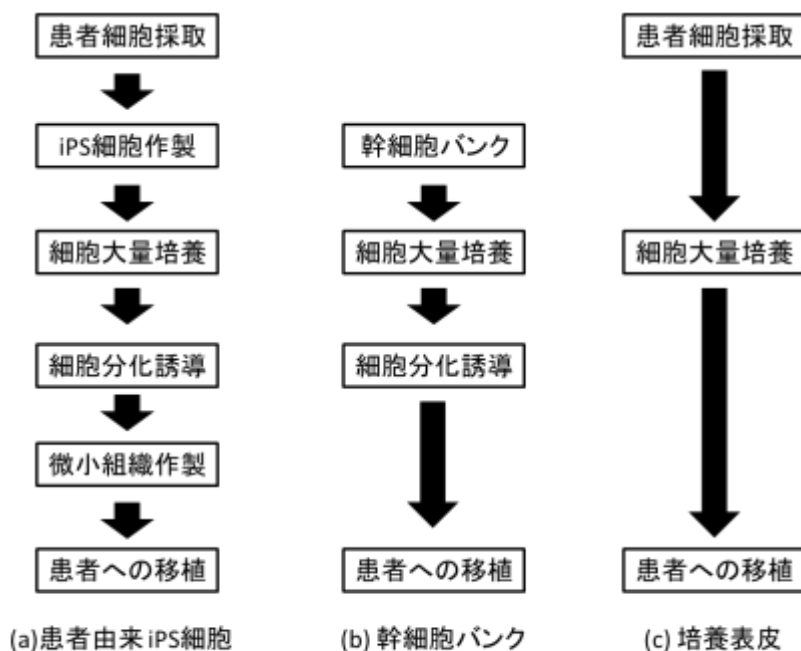 患者細胞採取
iPS細胞作製
細胞大量培養
細胞分化誘導
微小組織作製
患者への移植
(a)患者由来iPS細胞
幹細胞バンク
細胞大量培養
細胞分化誘導
患者への移植
(b) 幹細胞バンク
患者細胞採取
細胞大量培養
患者への移植
(c) 培養表皮